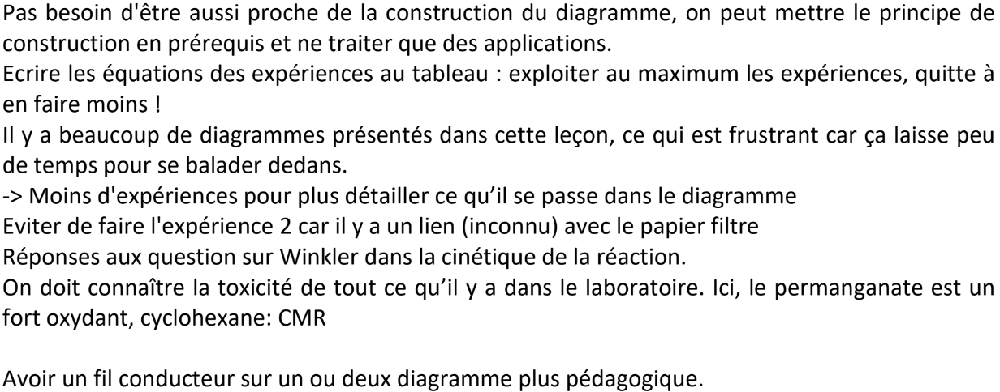 Pas besoin d'être aussi proche de la construction du diagramme, on peut mettre le principe de
construction en prérequis et ne traiter que des applications.
Ecrire les équations des expériences au tableau : exploiter au maximum les expériences, quitte à
en faire moins !
Il y a beaucoup de diagrammes présentés dans cette leçon, ce qui est frustrant car ça laisse peu
de temps pour se balader dedans.
-> Moins d'expériences pour plus détailler ce qu’il se passe dans le diagramme
Eviter de faire l'expérience 2 car il y a un lien (inconnu) avec le papier filtre
Réponses aux question sur Winkler dans la cinétique de la réaction.
On doit connaître la toxicité de tout ce qu’il y a dans le laboratoire. Ici, le permanganate est un
fort oxydant, cyclohexane: CMR
Avoir un fil conducteur sur un ou deux diagramme plus pédagogique.